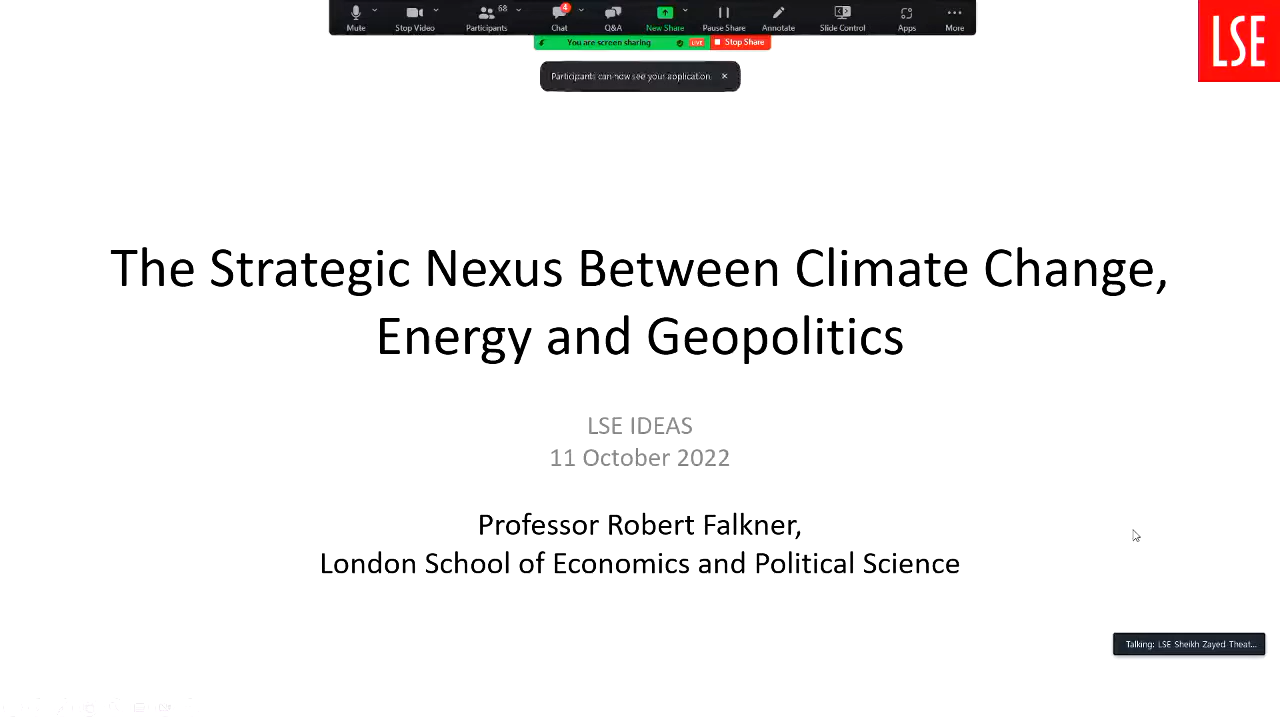 68
4
Mute
Stop Video
Participants
Chat
Q&A
New Share
Pause Share
Annotate
Slide Control
Apps
More
You are screen sharing
LIVE
Stop Share
Participants can now see your application.
LSE
The Strategic Nexus Between Climate Change,
Energy and Geopolitics
LSE IDEAS
11 October 2022
Professor Robert Falkner,
London School of Economics and Political Science
Talking: LSE Sheikh Zayed Theat...